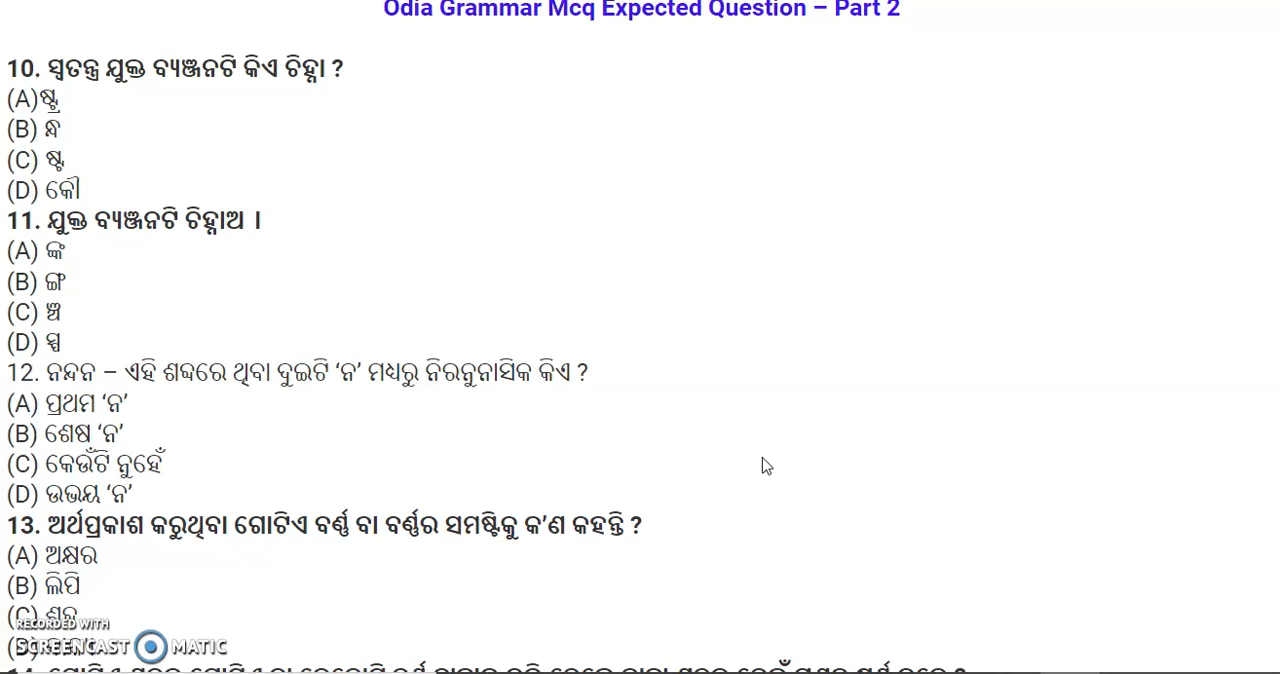 Odia Grammar Mcq Expected Question – Part 2
10. ସ୍ୱତନ୍ତ୍ର ଯୁକ୍ତ ବ୍ୟଞ୍ଜନଟି କିଏ ଚିହ୍ନା ?
(A)ଷ୍ଟ୍ର
(B) ନ୍ଧ
(C) ଷ୍ଟ
(D) କୌ
11. ଯୁକ୍ତ ବ୍ୟଞ୍ଜନଟି ଚିହ୍ନାଅ ।
(A) ଙ୍କ
(B) ଙ୍ଗ
(C) ଞ୍ଚ
(D) ସ୍ପ
12. ନନ୍ଦନ – ଏହି ଶବ୍ଦରେ ଥିବା ଦୁଇଟି ‘ନ’ ମଧ୍ଯରୁ ନିରନୁନାସିକ କିଏ ?
(A) ପ୍ରଥମ ‘ନ’
(B) ଶେଷ ‘ନ’
(C) କେଉଁଟି ନୁହେଁ
(D) ଉଭୟ ‘ନ’
13. ଅର୍ଥପ୍ରକାଶ କରୁଥିବା ଗୋଟିଏ ବର୍ଣ୍ଣ ବା ବର୍ଣ୍ଣର ସମଷ୍ଟିକୁ କ’ଣ କହନ୍ତି ?
(A) ଅକ୍ଷର
(B) ଲିପି
(C) ଶବ୍ଦ
RECORDED WITH
(D)
SCREENCAST MATIC